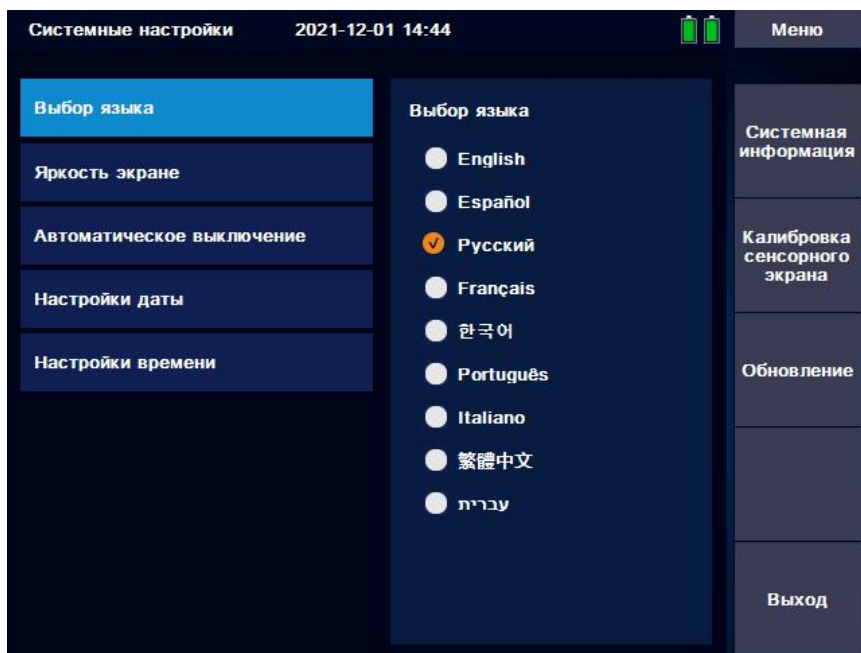 Системные настройки 2021-12-01 14:44 Меню
Выбор языка
Яркость экране
Автоматическое выключение
Настройки даты
Настройки времени
Выбор языка
English
Español
Русский
Français
한국어
Português
Italiano
繁體中文
עברית
Системная
информация
Калибровка
сенсорного
экрана
Обновление
Выход